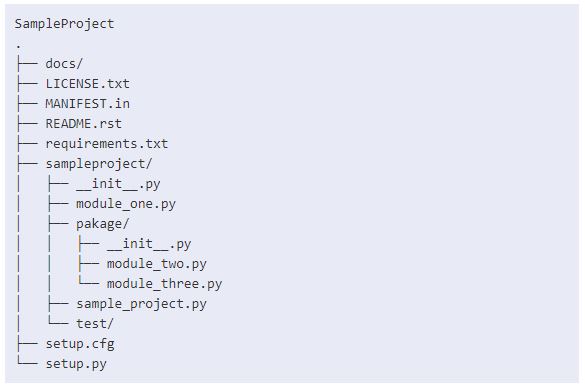 SampleProject
.
├── docs/
├── LICENSE.txt
├── MANIFEST.in
├── README.rst
├── requirements.txt
├── sampleproject/
│   ├── __init__.py
│   ├── module_one.py
│   ├── pakage/
│   │   ├── __init__.py
│   │   ├── module_two.py
│   │   └── module_three.py
│   ├── sample_project.py
│   └── test/
├── setup.cfg
└── setup.py